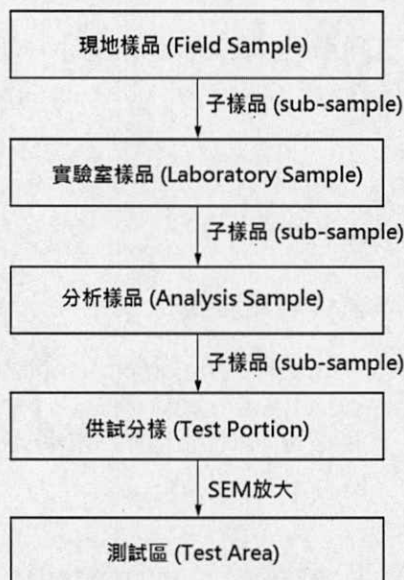 現地樣品 (Field Sample)
子樣品 (sub-sample)
實驗室樣品 (Laboratory Sample)
子樣品 (sub-sample)
分析樣品 (Analysis Sample)
子樣品 (sub-sample)
供試分樣 (Test Portion)
SEM放大
測試區 (Test Area)